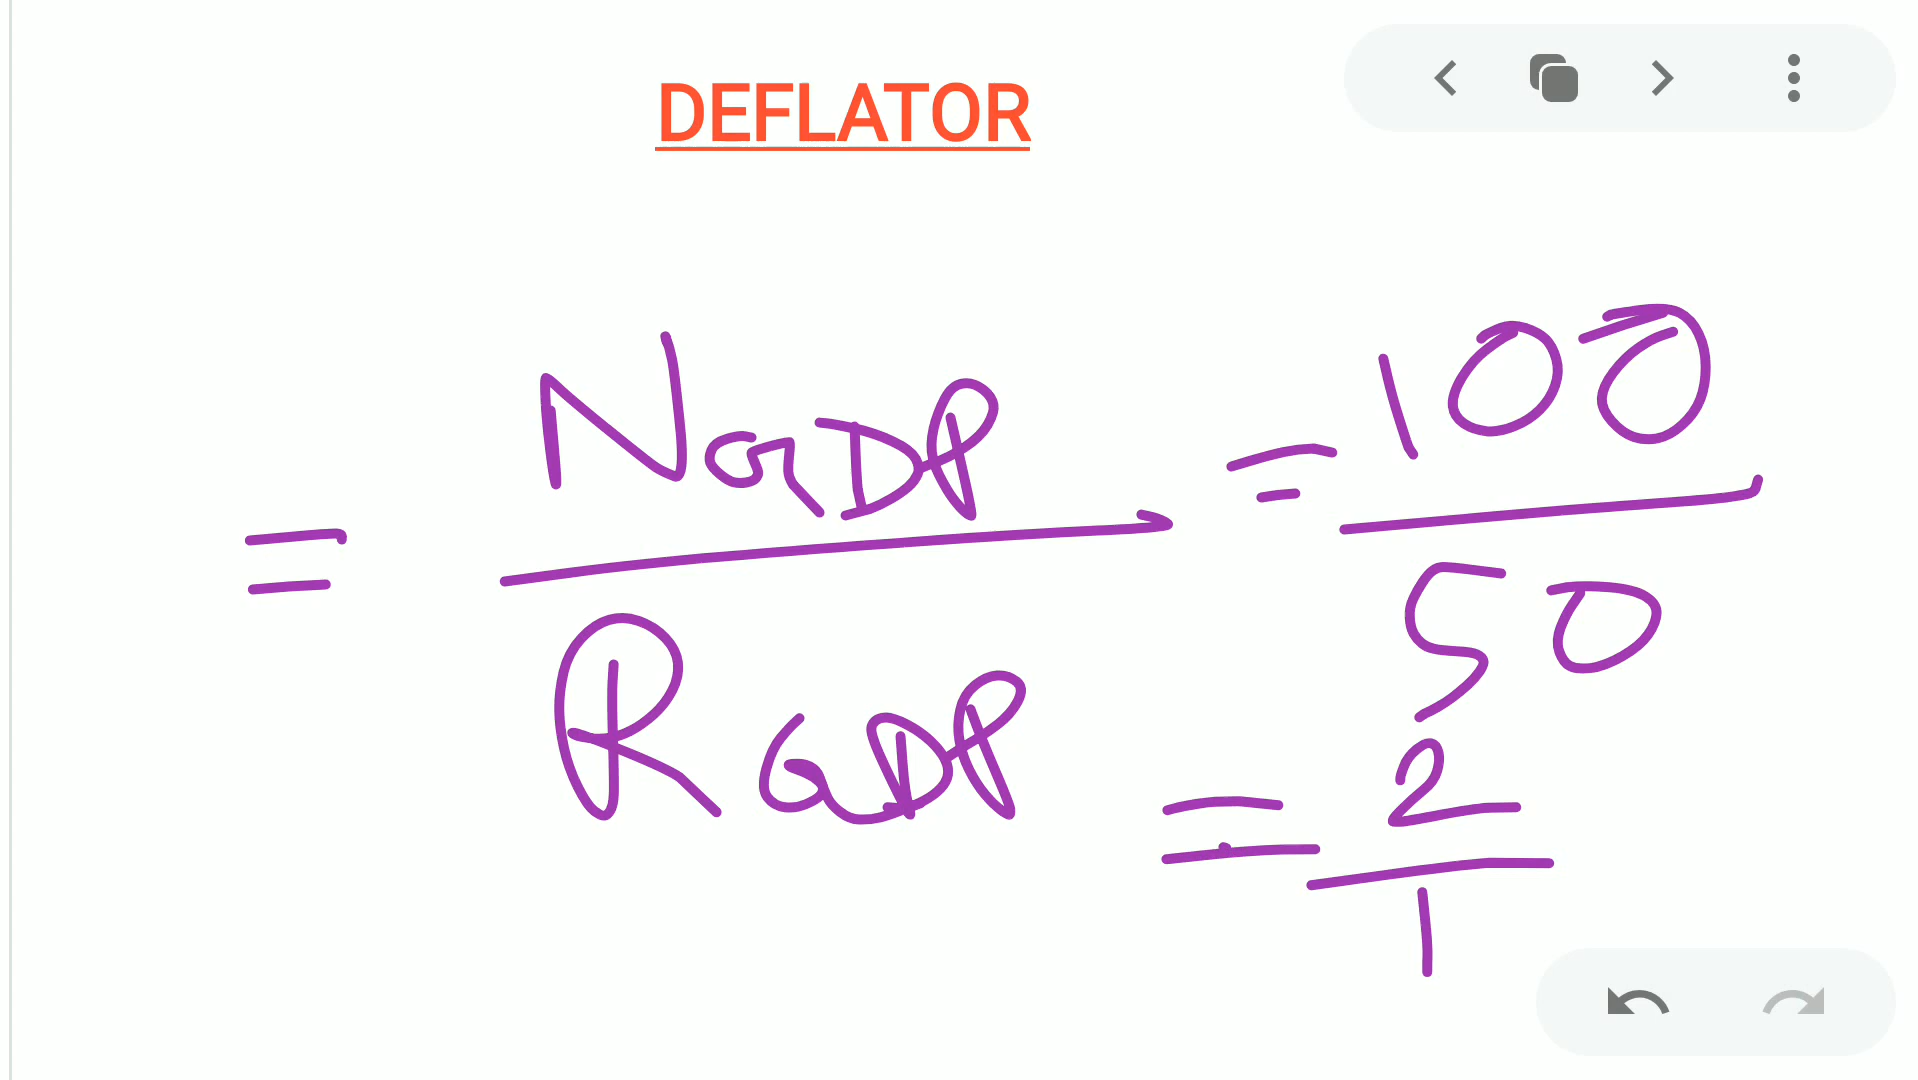 DEFLATOR
= NGDP / RGDP = 100 / 50
= 2 / 1